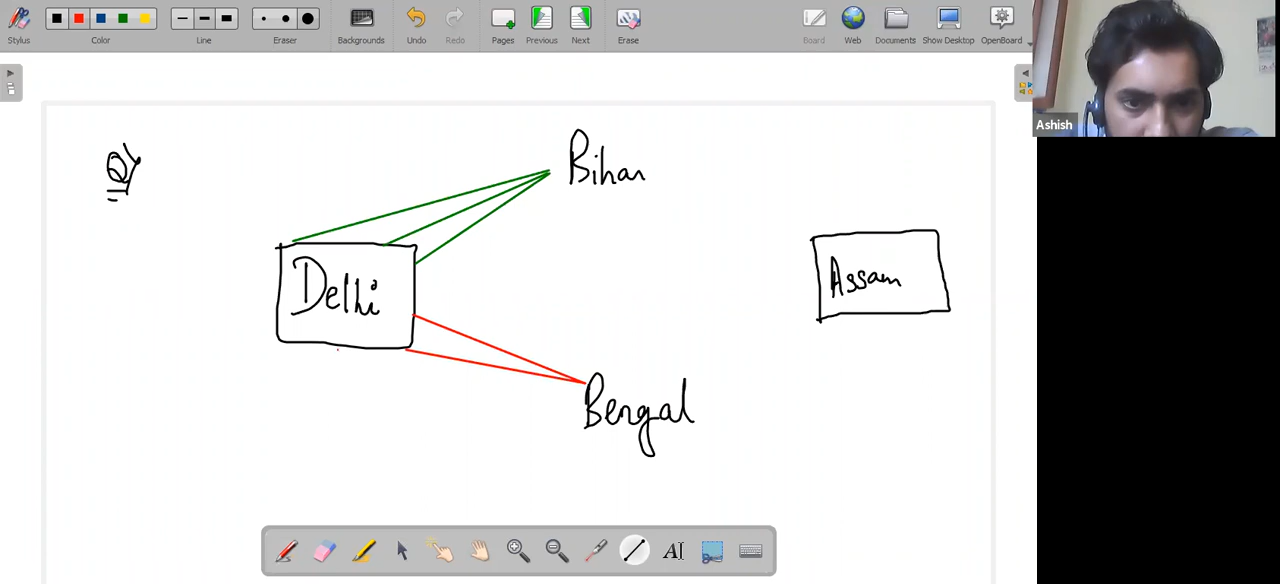 Stylus
Color
Line
Eraser
Backgrounds
Undo
Redo
Pages
Previous
Next
Erase
Board
Web
Documents
Show Desktop
OpenBoard
Ashish
Q
Bihar
Delhi
Assam
Bengal
AI